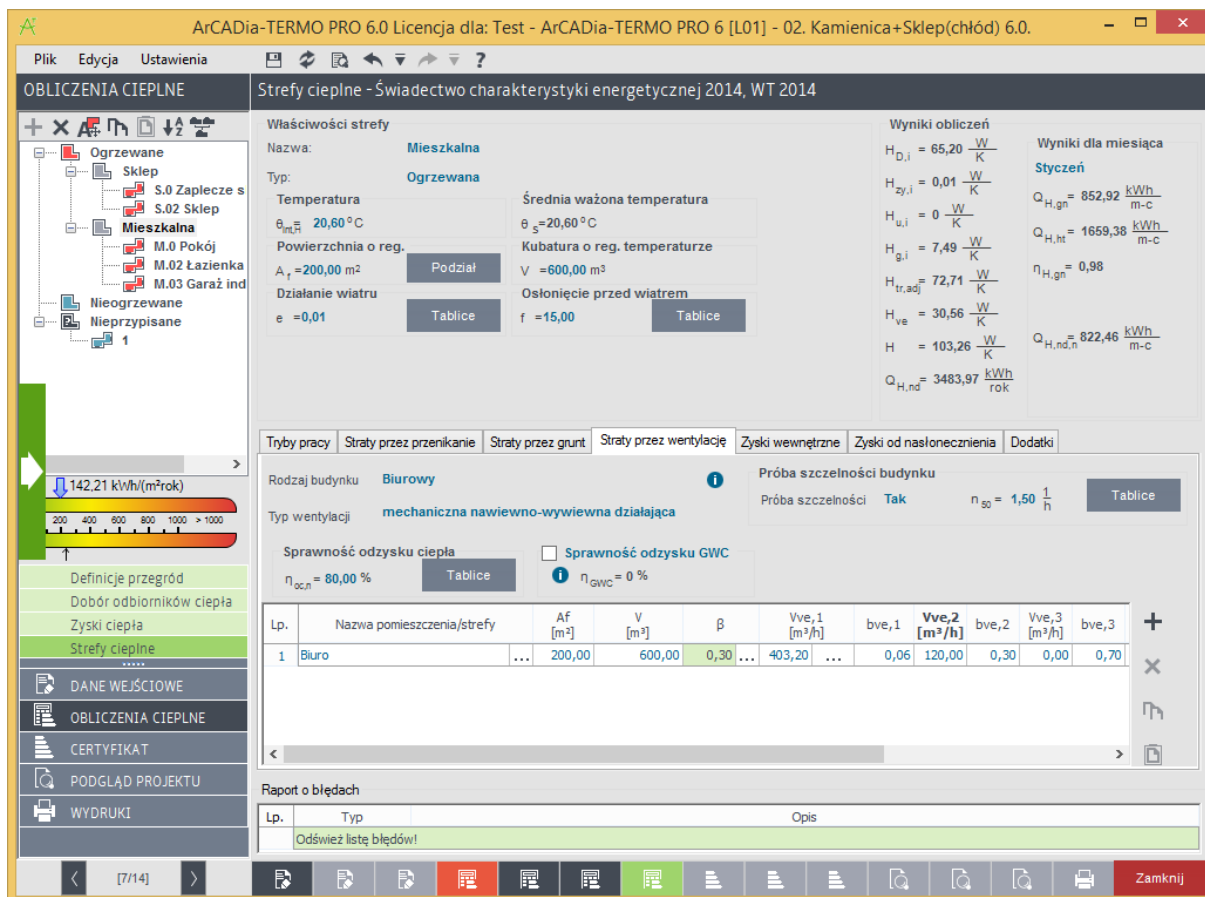 ArCADia-TERMO PRO 6.0 Licencja dla: Test - ArCADia-TERMO PRO 6 [L01] - 02. Kamienica+Sklep(chłód) 6.0.
Plik Edycja Ustawienia
OBLICZENIA CIEPLNE
Strefy cieplne - Świadectwo charakterystyki energetycznej 2014, WT 2014
Ogrzewane
Sklep
S.0 Zaplecze s
S.02 Sklep
Mieszkalna
M.0 Pokój
M.02 Łazienka
M.03 Garaż ind
Nieogrzewane
Nieprzypisane
1
142,21 kWh/(m²rok)
200 400 600 800 1000 > 1000
Definicje przegród
Dobór odbiorników ciepła
Zyski ciepła
Strefy cieplne
DANE WEJŚCIOWE
OBLICZENIA CIEPLNE
CERTYFIKAT
PODGLĄD PROJEKTU
WYDRUKI
[7/14]
Właściwości strefy
Nazwa: Mieszkalna
Typ: Ogrzewana
Temperatura
θint,H = 20,60 °C
Średnia ważona temperatura
θs = 20,60 °C
Powierzchnia o reg.
Af = 200,00 m² Podział
Kubatura o reg. temperaturze
V = 600,00 m³
Działanie wiatru
e = 0,01 Tablice
Osłonięcie przed wiatrem
f = 15,00 Tablice
Wyniki obliczeń
HD,i = 65,20 W/K
Hzy,i = 0,01 W/K
Hu,i = 0 W/K
Hg,i = 7,49 W/K
Htr,adj = 72,71 W/K
Hve = 30,56 W/K
H = 103,26 W/K
QH,nd = 3483,97 kWh/rok
Wyniki dla miesiąca
Styczeń
QH,gn = 852,92 kWh/m-c
QH,ht = 1659,38 kWh/m-c
ηH,gn = 0,98
QH,nd,n = 822,46 kWh/m-c
Tryby pracy Straty przez przenikanie Straty przez grunt Straty przez wentylację Zyski wewnętrzne Zyski od nasłonecznienia Dodatki
Rodzaj budynku Biurowy
Typ wentylacji mechaniczna nawiewno-wywiewna działająca
Próba szczelności budynku
Próba szczelności Tak n50 = 1,50 1/h Tablice
Sprawność odzysku ciepła
ηoc,n = 80,00 % Tablice
Sprawność odzysku GWC
ηGWC = 0 %
Lp. Nazwa pomieszczenia/strefy Af [m²] V [m³] β Vve,1 [m³/h] bve,1 Vve,2 [m³/h] bve,2 Vve,3 [m³/h] bve,3
1 Biuro ... 200,00 600,00 0,30 ... 403,20 ... 0,06 120,00 0,30 0,00 0,70
Raport o błędach
Lp. Typ Opis
Odśwież listę błędów!
Zamknij